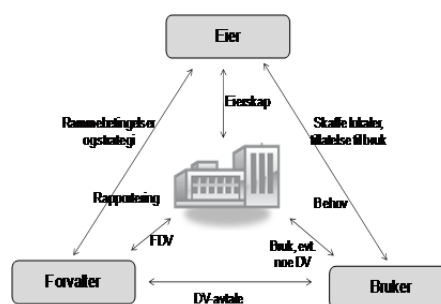 Eier
Eierskap
Rammebetingelser
og strategi
Skaffe lokaler,
tillatelse til bruk
Rapportering
Behov
FDV
Bruk, evt.
noe DV
Forvalter
DV-avtale
Bruker